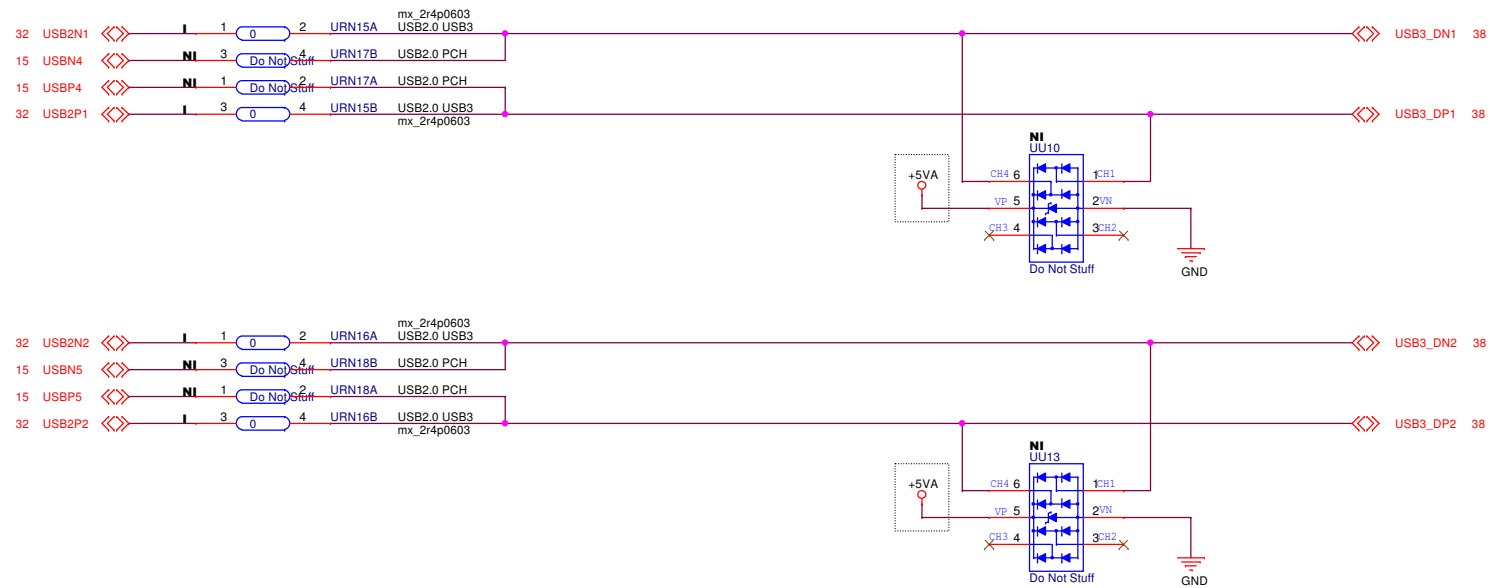 mx_2r4p0603
32 USB2N1 I 1 0 2 URN15A USB2.0 USB3 USB3_DN1 38
15 USBN4 NI 3 Do Not Stuff 4 URN17B USB2.0 PCH
15 USBP4 NI 1 Do Not Stuff 2 URN17A USB2.0 PCH
32 USB2P1 I 3 0 4 URN15B USB2.0 USB3 USB3_DP1 38
mx_2r4p0603
NI
UU10
+5VA CH4 6 1 CH1
VP 5 2 VN
CH3 4 3 CH2
Do Not Stuff GND
mx_2r4p0603
32 USB2N2 I 1 0 2 URN16A USB2.0 USB3 USB3_DN2 38
15 USBN5 NI 3 Do Not Stuff 4 URN18B USB2.0 PCH
15 USBP5 NI 1 Do Not Stuff 2 URN18A USB2.0 PCH
32 USB2P2 I 3 0 4 URN16B USB2.0 USB3 USB3_DP2 38
mx_2r4p0603
NI
UU13
+5VA CH4 6 1 CH1
VP 5 2 VN
CH3 4 3 CH2
Do Not Stuff GND